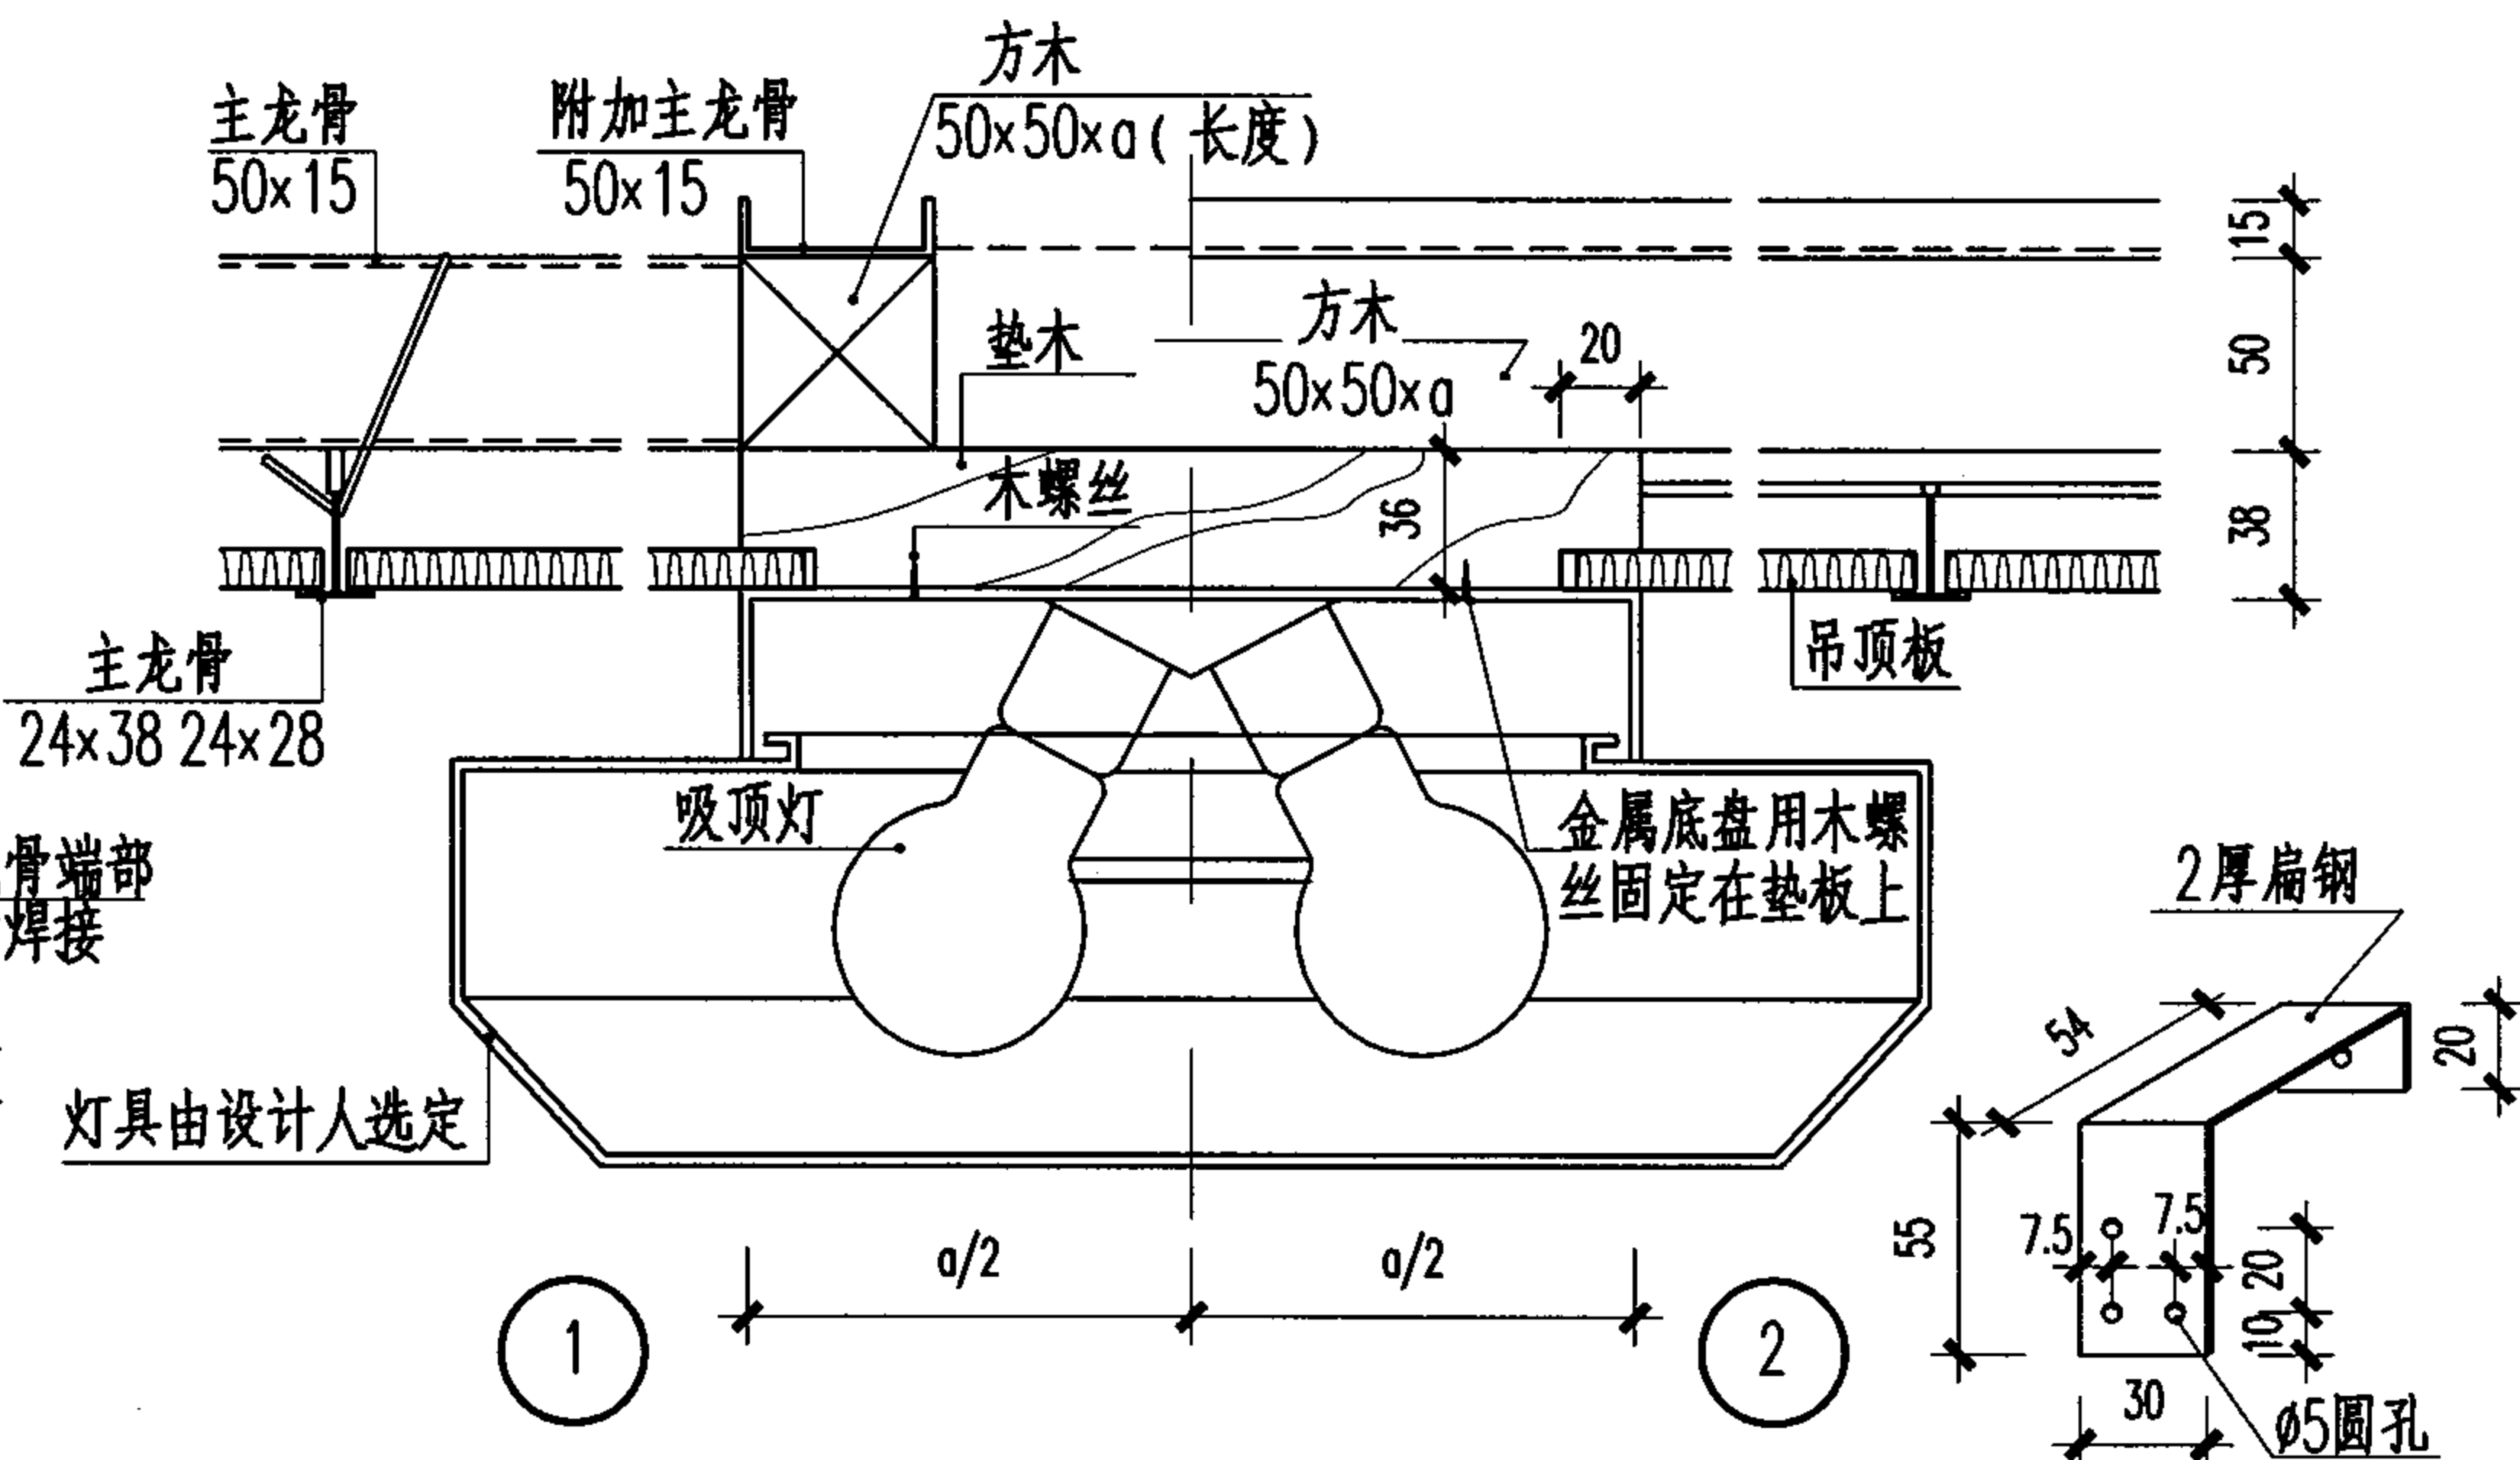 方木
50x50xa(长度)
主龙骨
50x15
附加主龙骨
50x15
15
50
38
垫木
方木
50x50xa
20
木螺丝
36
主龙骨
24x38 24x28
吊顶板
吸顶灯
金属底盘用木螺
丝固定在垫板上
骨端部
焊接
灯具由设计人选定
2厚扁钢
54
20
55
7.5
7.5
20
10
30
ø5圆孔
a/2
a/2
1
2